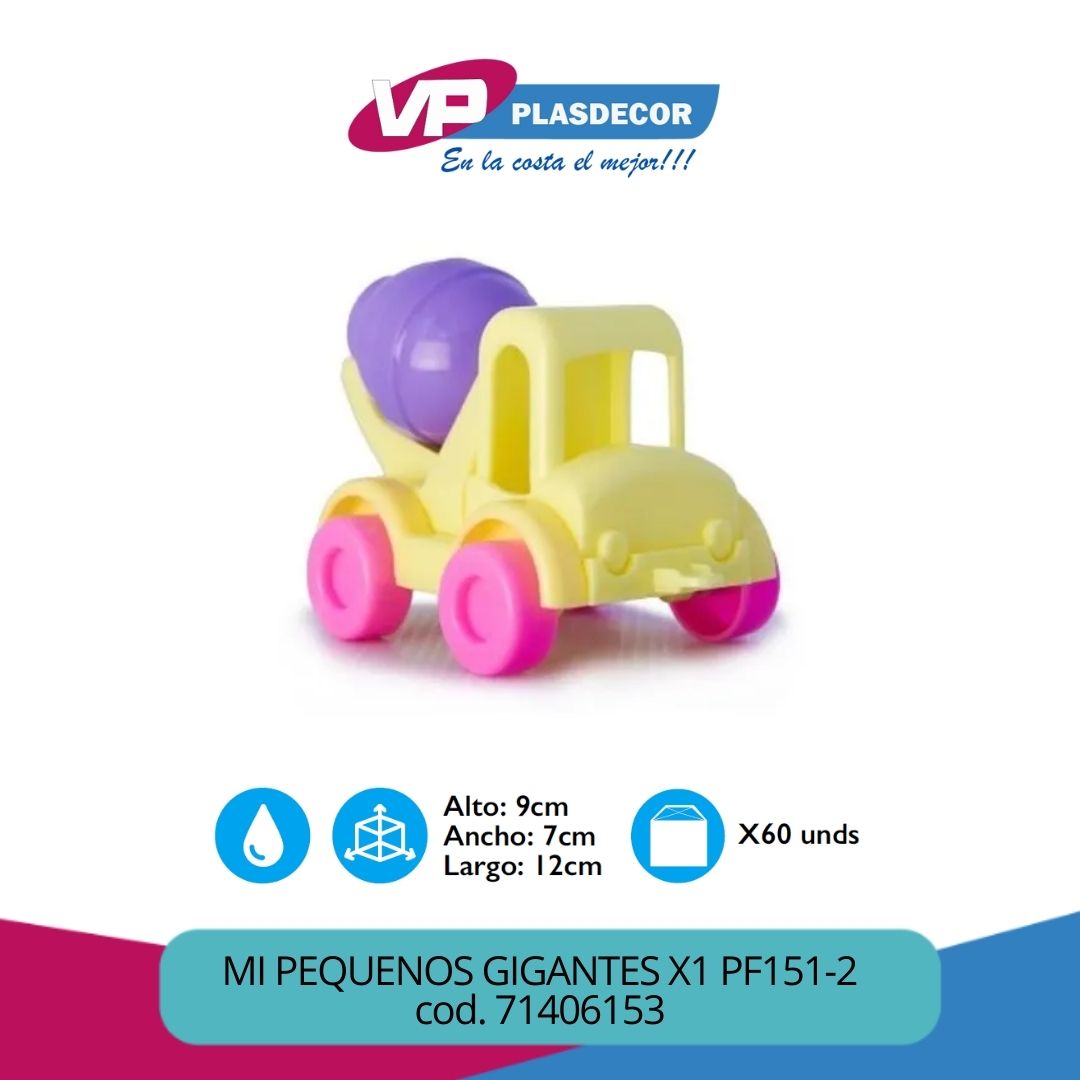 VP PLASDECOR
En la costa el mejor!!!
Alto: 9cm
Ancho: 7cm
Largo: 12cm
X60 unds
MI PEQUENOS GIGANTES X1 PF151-2
cod. 71406153